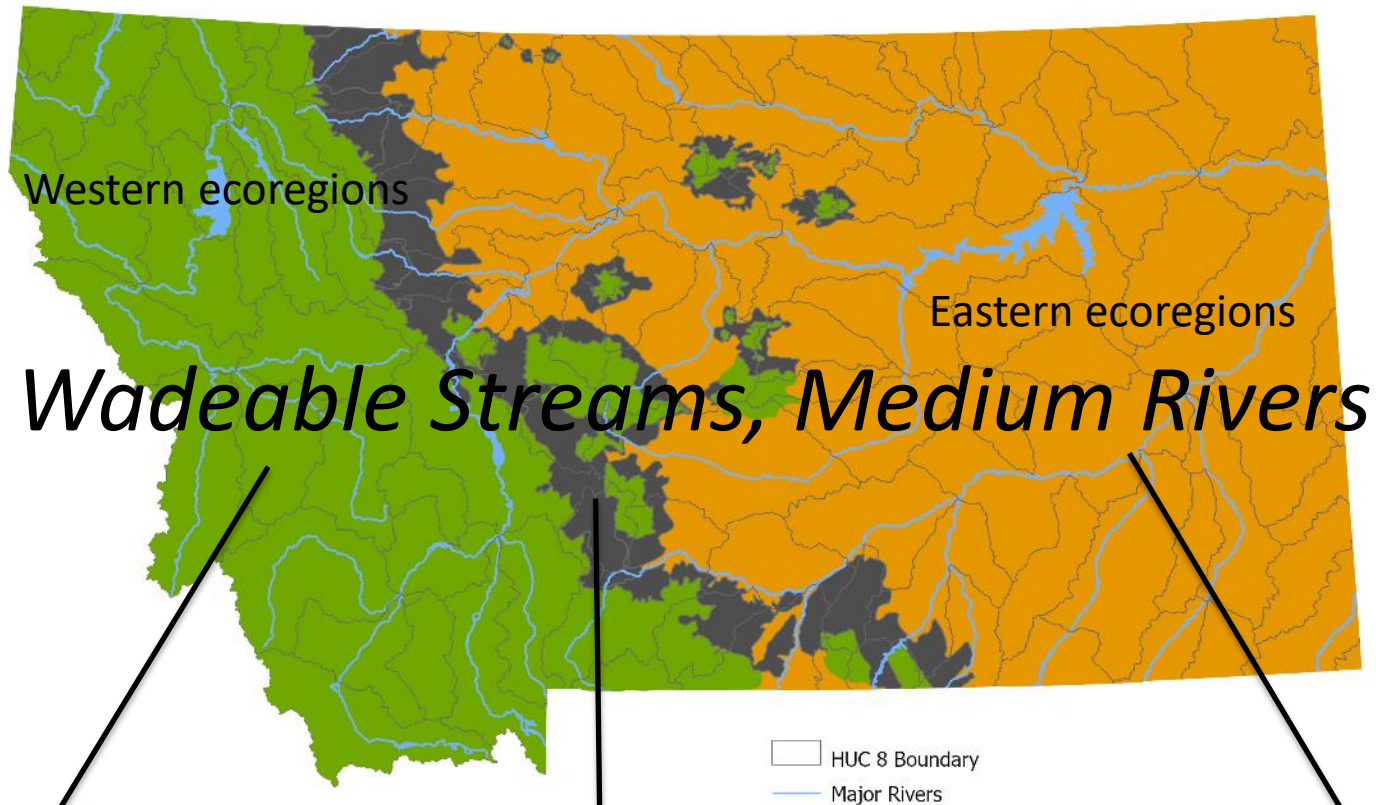 Western ecoregions
Eastern ecoregions
Wadeable Streams, Medium Rivers
HUC 8 Boundary
Major Rivers